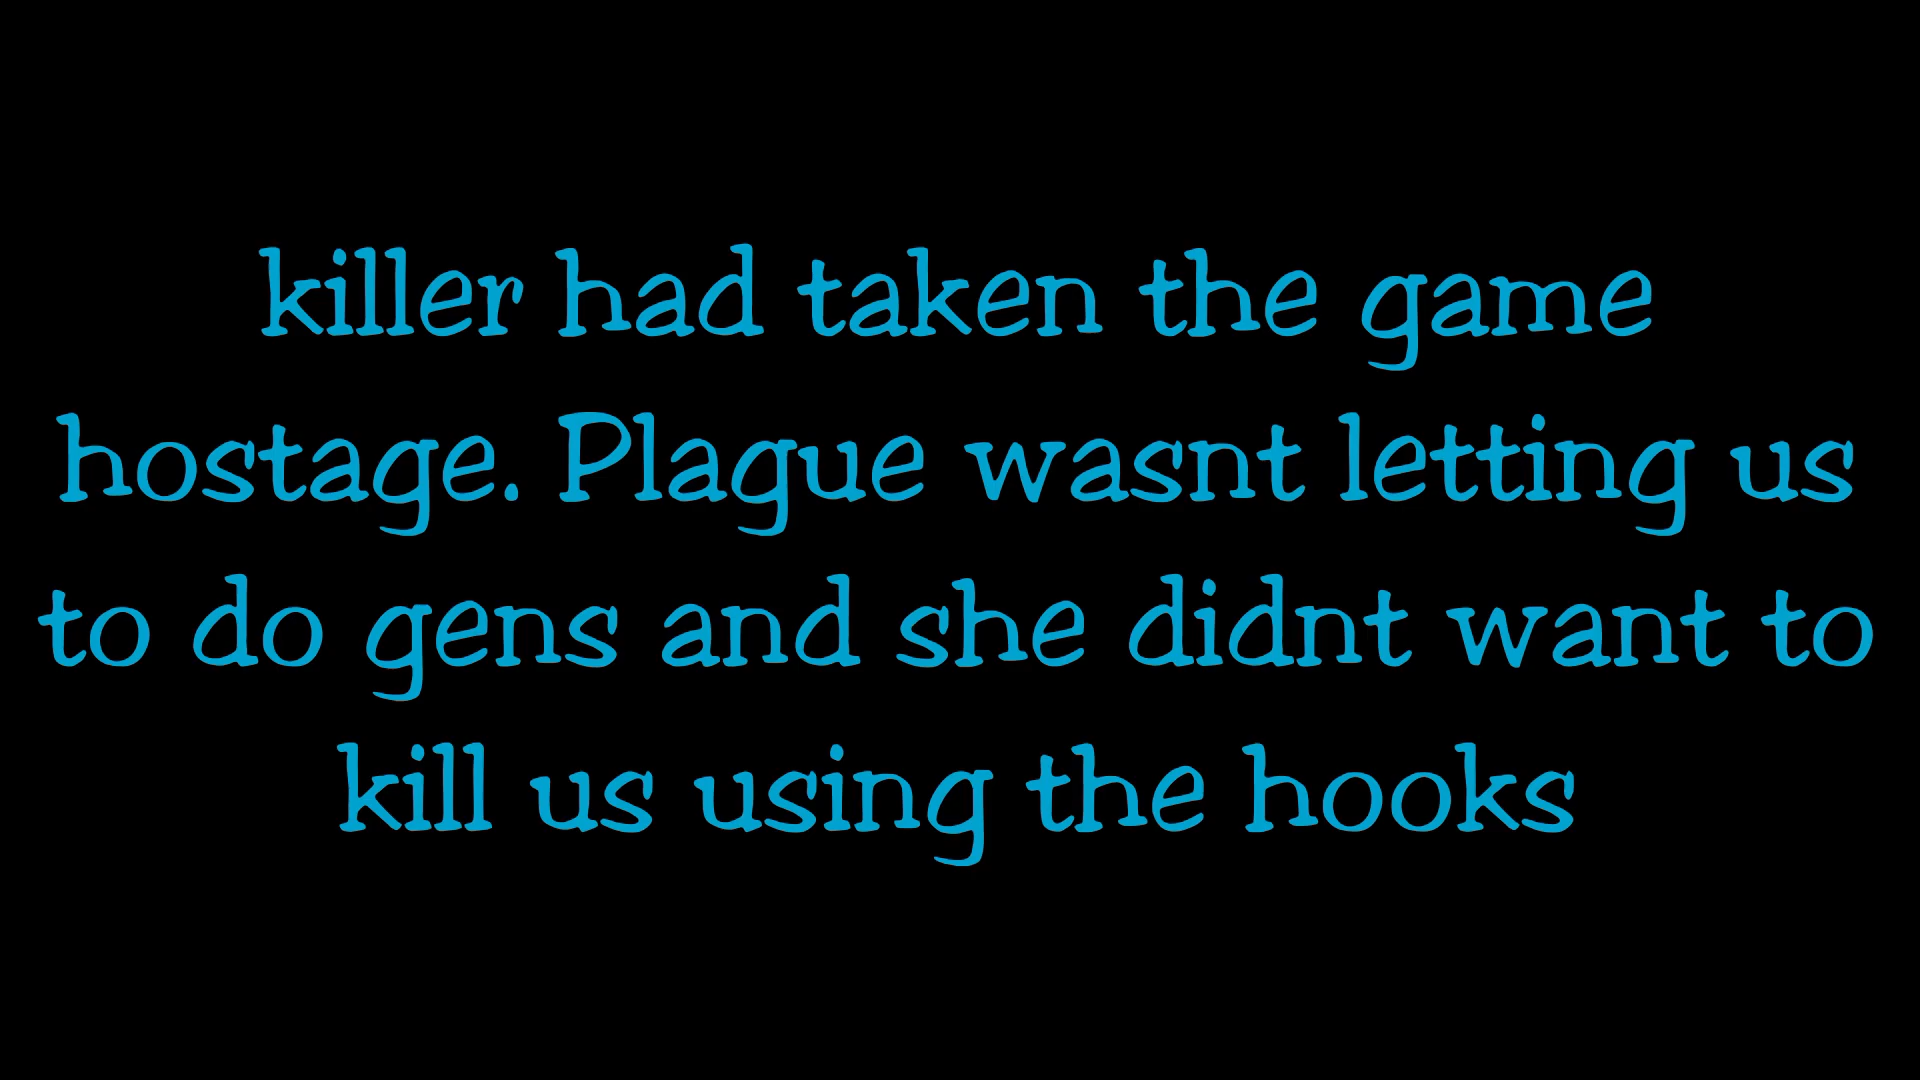 killer had taken the game
hostage. Plague wasnt letting us
to do gens and she didnt want to
kill us using the hooks